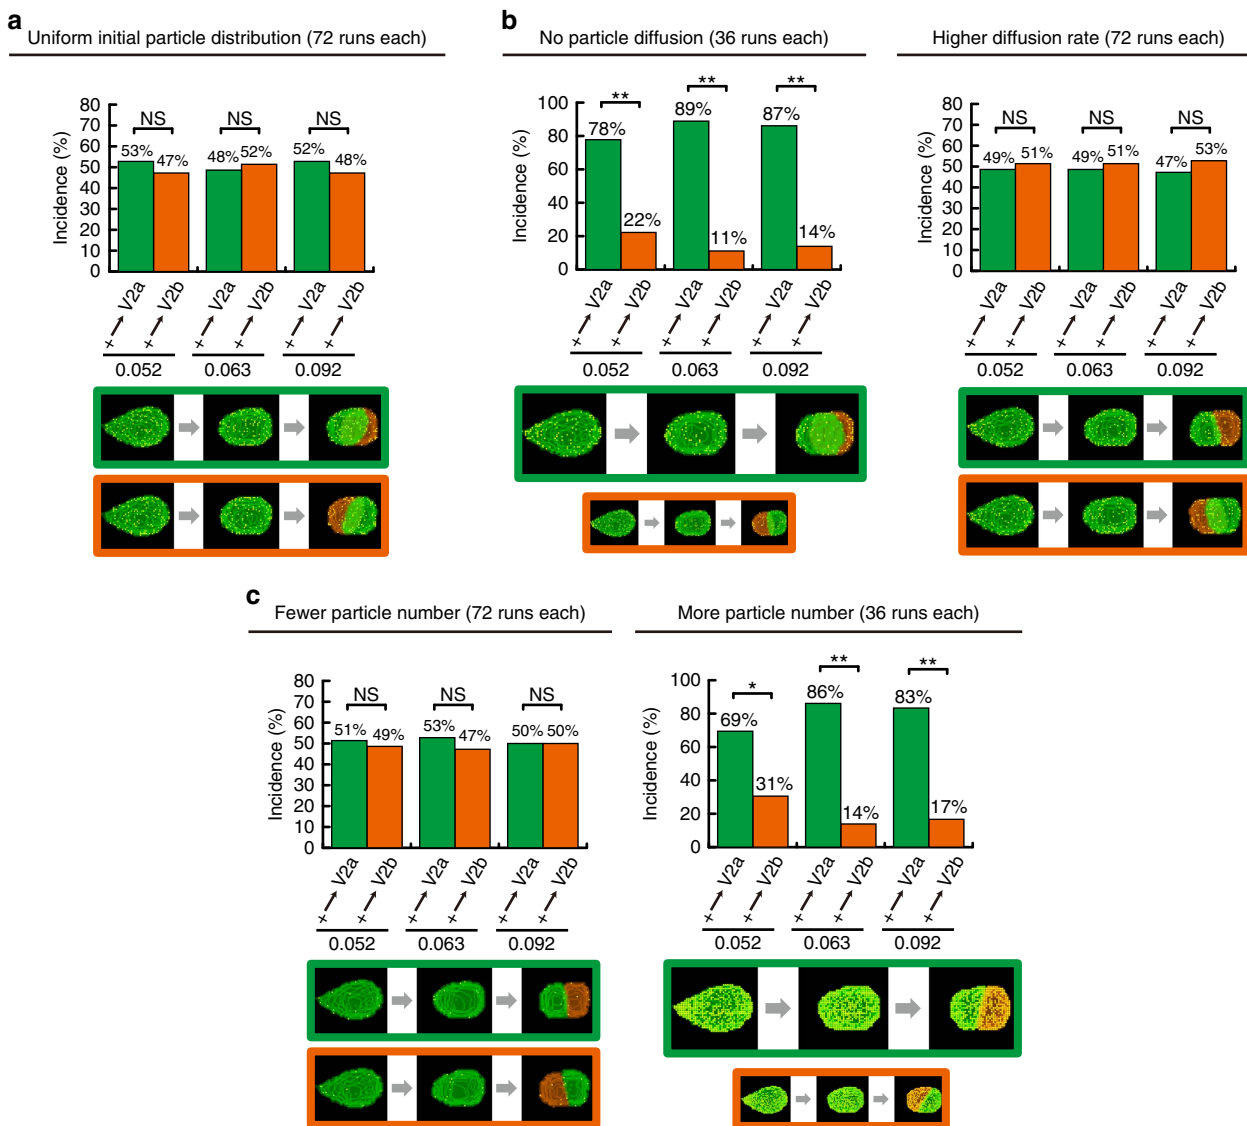 a
Uniform initial particle distribution (72 runs each)
80
70
60
50
40
30
20
10
0
Incidence (%)
NS NS NS
53% 47% 48% 52% 52% 48%
+ V2a + V2b + V2a + V2b + V2a + V2b
0.052 0.063 0.092
b
No particle diffusion (36 runs each)
100
80
60
40
20
0
Incidence (%)
** ** **
78% 22% 89% 11% 87% 14%
+ V2a + V2b + V2a + V2b + V2a + V2b
0.052 0.063 0.092
Higher diffusion rate (72 runs each)
80
70
60
50
40
30
20
10
0
Incidence (%)
NS NS NS
49% 51% 49% 51% 47% 53%
+ V2a + V2b + V2a + V2b + V2a + V2b
0.052 0.063 0.092
c
Fewer particle number (72 runs each)
80
70
60
50
40
30
20
10
0
Incidence (%)
NS NS NS
51% 49% 53% 47% 50% 50%
+ V2a + V2b + V2a + V2b + V2a + V2b
0.052 0.063 0.092
More particle number (36 runs each)
100
80
60
40
20
0
Incidence (%)
* ** **
69% 31% 86% 14% 83% 17%
+ V2a + V2b + V2a + V2b + V2a + V2b
0.052 0.063 0.092